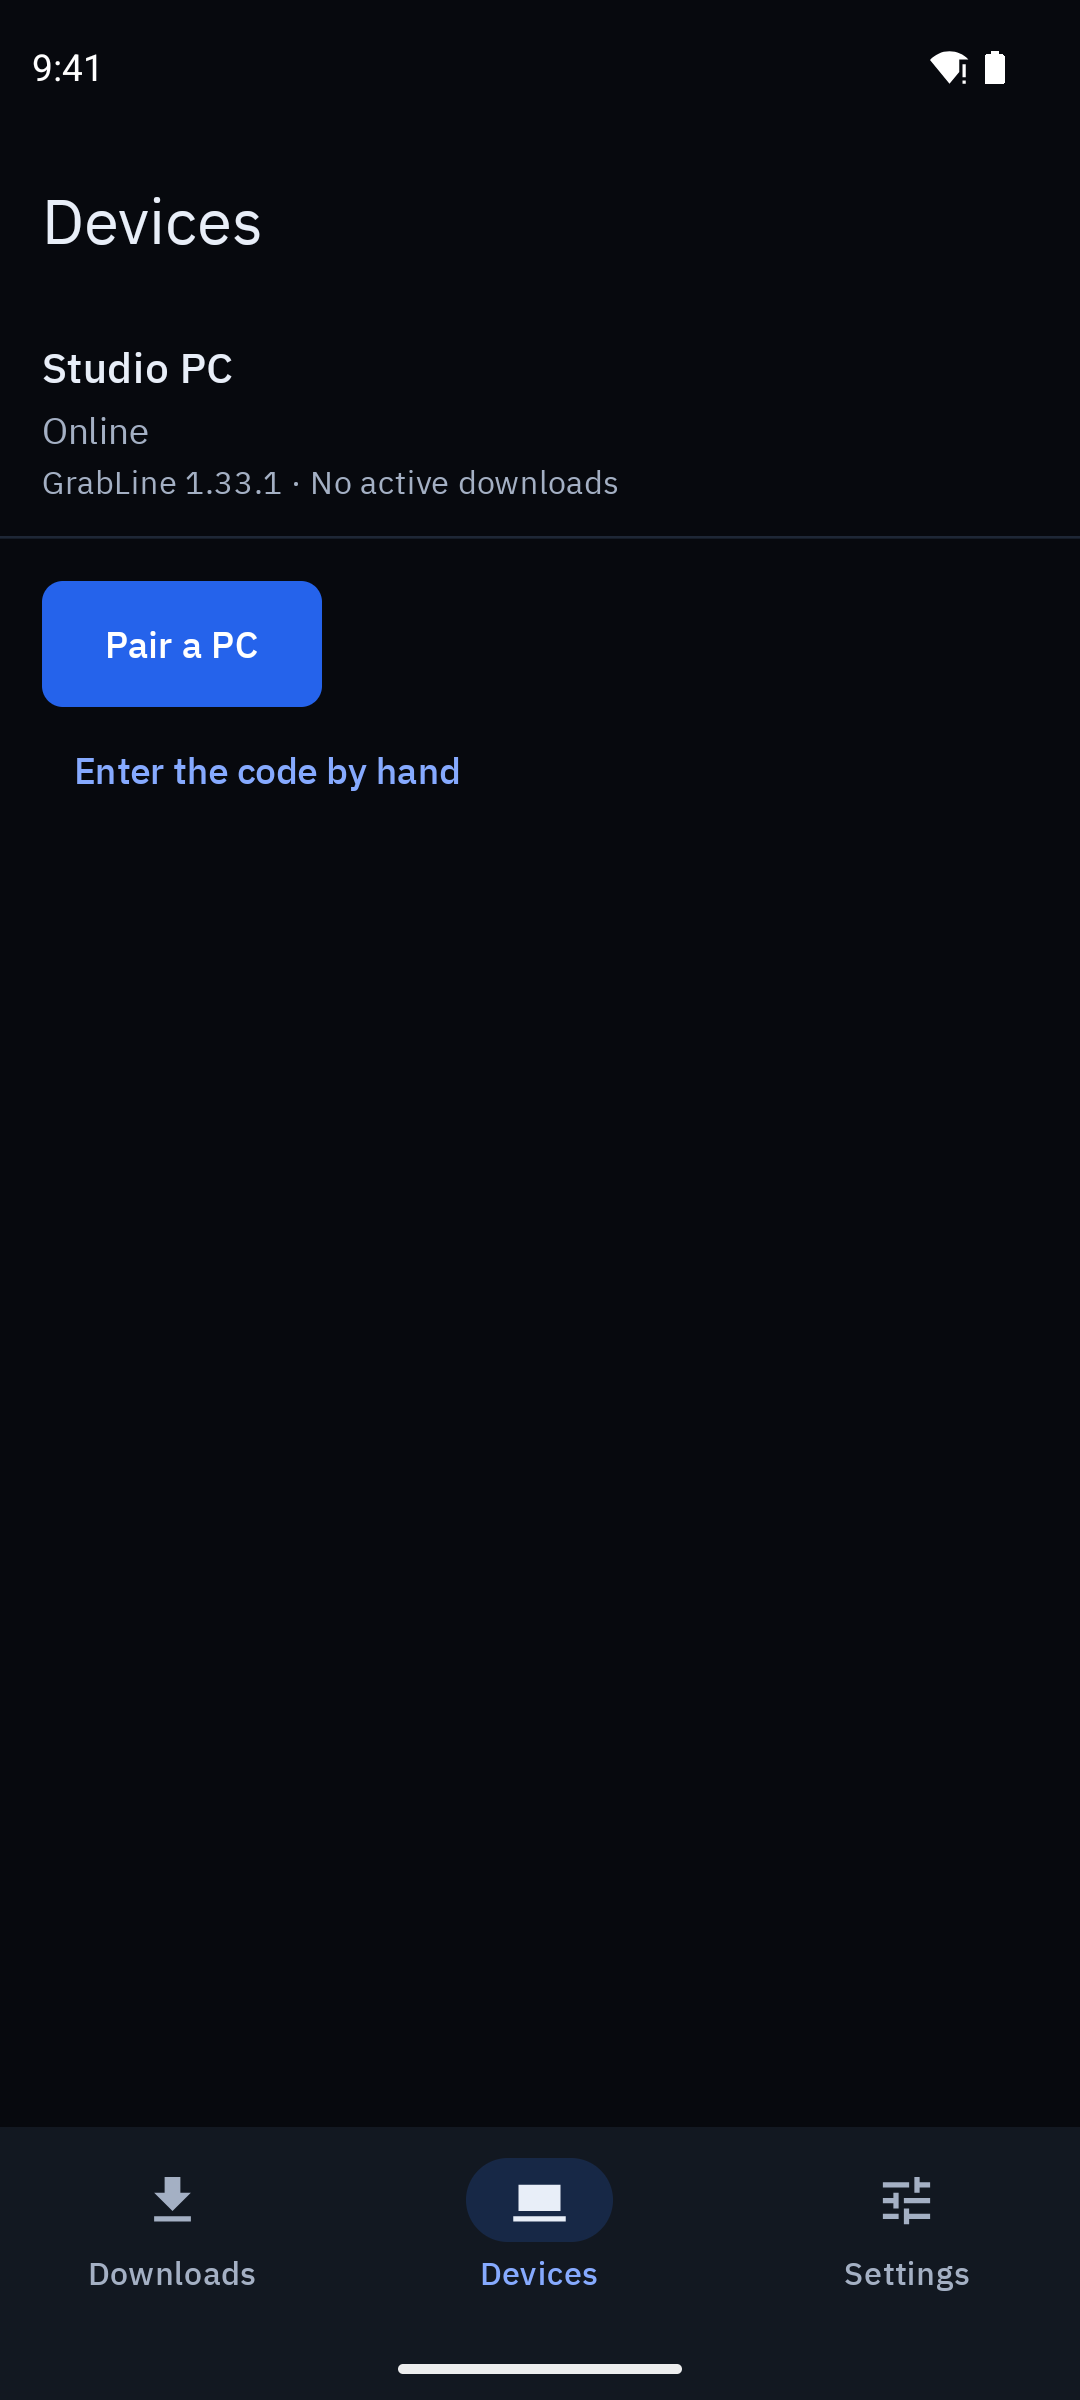 9:41
Devices
Studio PC
Online
GrabLine 1.33.1 · No active downloads
Pair a PC
Enter the code by hand
Downloads
Devices
Settings